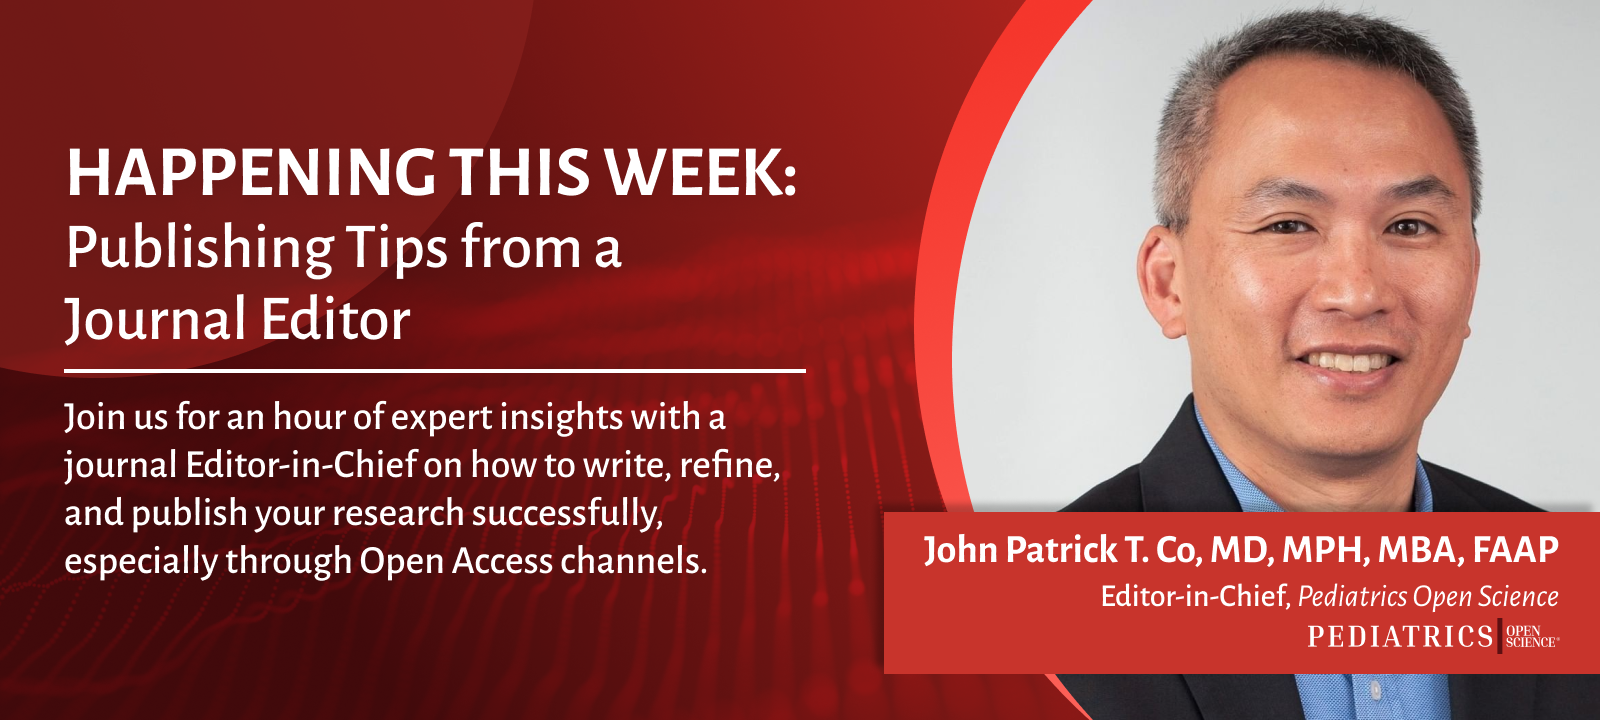 HAPPENING THIS WEEK:
Publishing Tips from a
Journal Editor
Join us for an hour of expert insights with a
journal Editor-in-Chief on how to write, refine,
and publish your research successfully,
especially through Open Access channels.
John Patrick T. Co, MD, MPH, MBA, FAAP
Editor-in-Chief, Pediatrics Open Science
PEDIATRICS OPEN
SCIENCE®